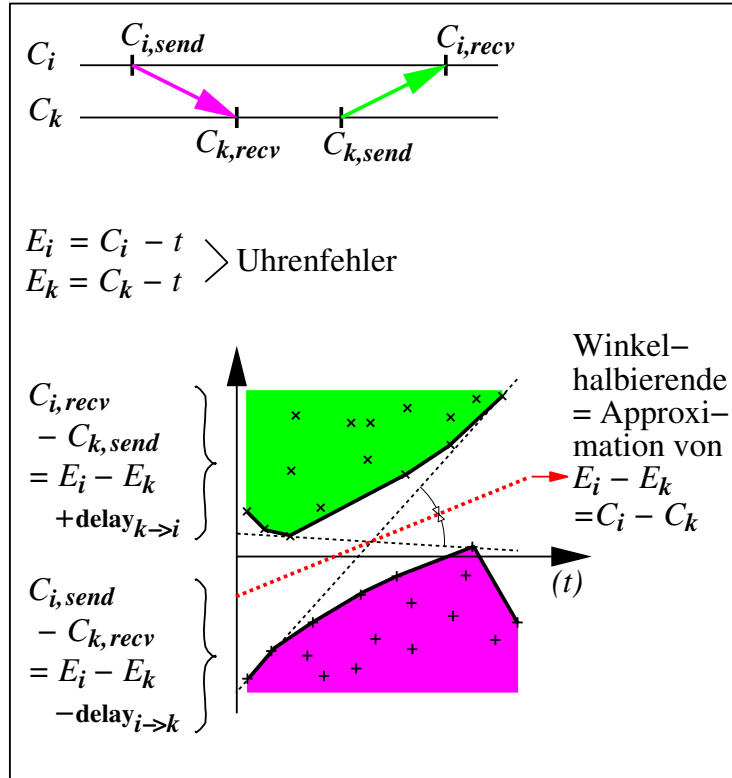 C_i,send
C_i,recv
C_i
C_k
C_k,recv
C_k,send
E_i = C_i − t
E_k = C_k − t
Uhrenfehler
C_i,recv
− C_k,send
= E_i − E_k
+delay_k−>i
C_i,send
− C_k,recv
= E_i − E_k
−delay_i−>k
Winkel−
halbierende
= Approxi−
mation von
E_i − E_k
=C_i − C_k
(t)